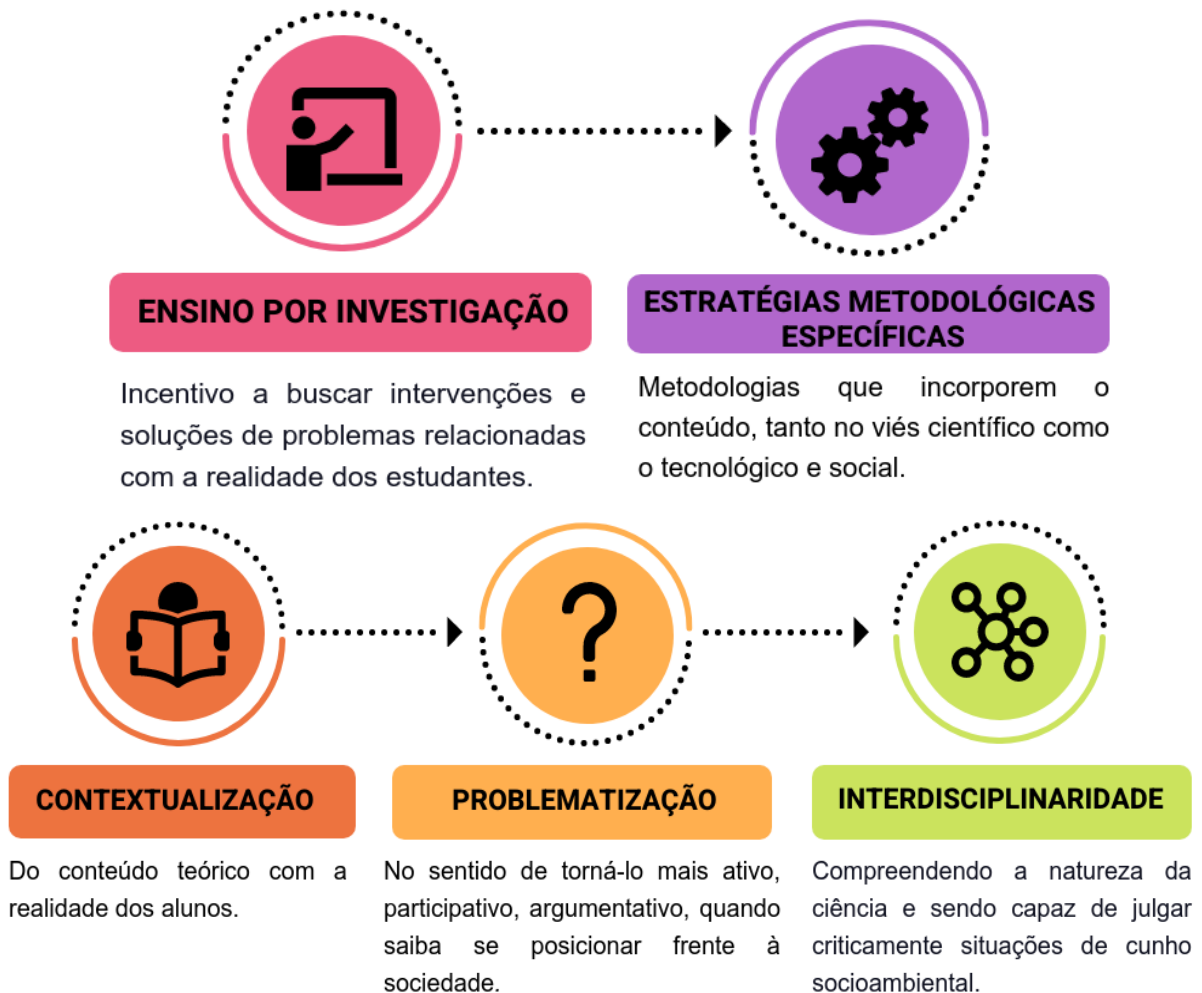 ENSINO POR INVESTIGAÇÃO
Incentivo a buscar intervenções e
soluções de problemas relacionadas
com a realidade dos estudantes.
ESTRATÉGIAS METODOLÓGICAS
ESPECÍFICAS
Metodologias que incorporem o
conteúdo, tanto no viés científico como
o tecnológico e social.
CONTEXTUALIZAÇÃO
Do conteúdo teórico com a
realidade dos alunos.
PROBLEMATIZAÇÃO
No sentido de torná-lo mais ativo,
participativo, argumentativo, quando
saiba se posicionar frente à
sociedade.
INTERDISCIPLINARIDADE
Compreendendo a natureza da
ciência e sendo capaz de julgar
criticamente situações de cunho
socioambiental.